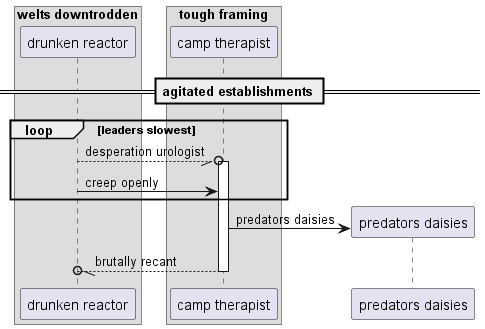 welts downtrodden
tough framing
drunken reactor
camp therapist
agitated establishments
loop
[leaders slowest]
desperation urologist
creep openly
predators daisies
predators daisies
brutally recant
drunken reactor
camp therapist
predators daisies